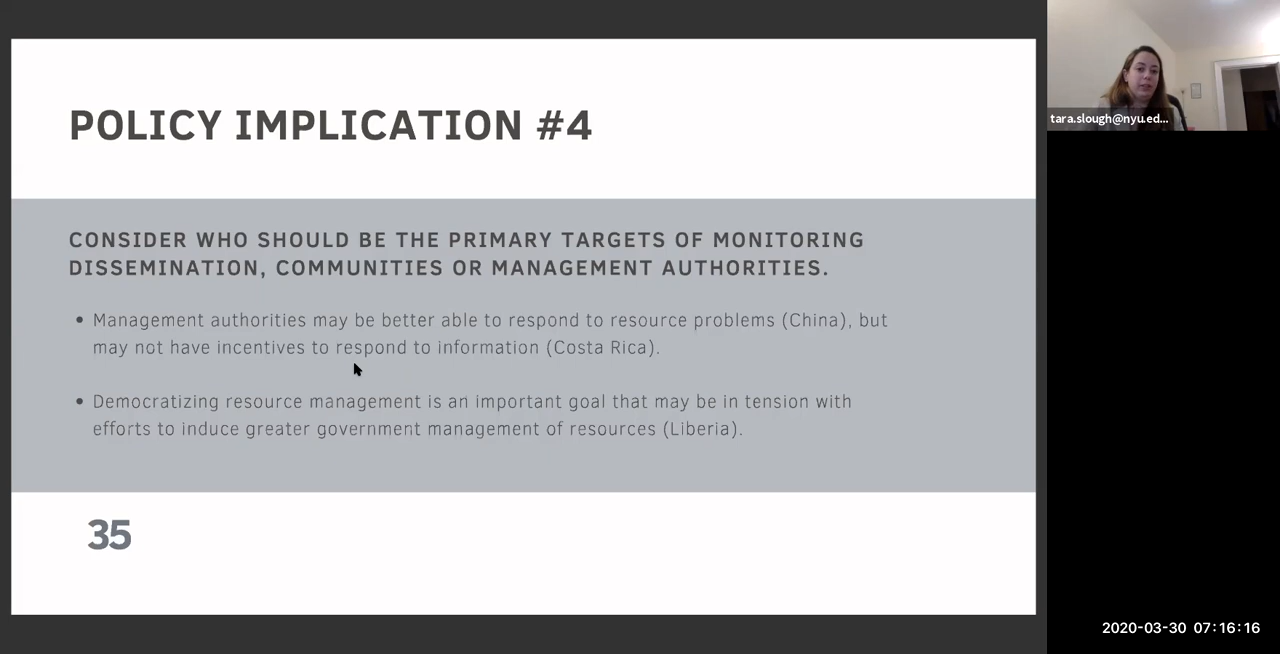 POLICY IMPLICATION #4
CONSIDER WHO SHOULD BE THE PRIMARY TARGETS OF MONITORING
DISSEMINATION, COMMUNITIES OR MANAGEMENT AUTHORITIES.
• Management authorities may be better able to respond to resource problems (China), but
may not have incentives to respond to information (Costa Rica).
• Democratizing resource management is an important goal that may be in tension with
efforts to induce greater government management of resources (Liberia).
35
tara.slough@nyu.ed...
2020-03-30 07:16:16